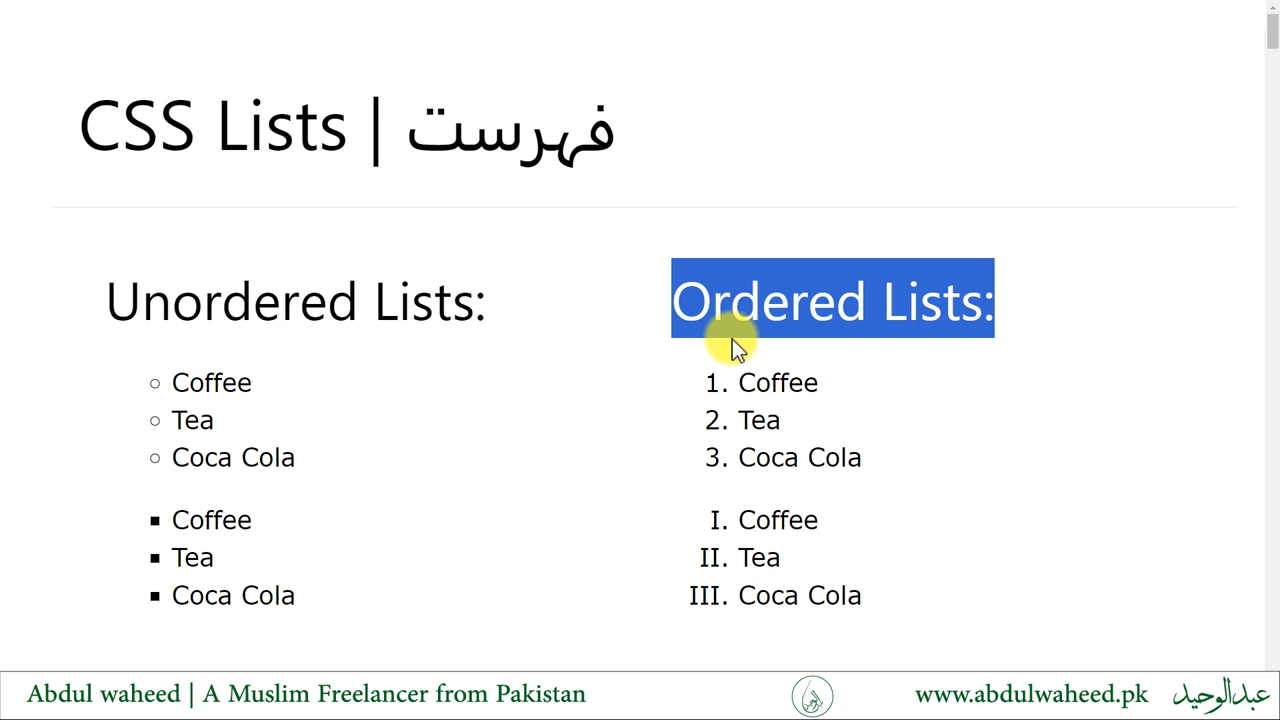 CSS Lists | فہرست
Unordered Lists:
○ Coffee
○ Tea
○ Coca Cola
▪ Coffee
▪ Tea
▪ Coca Cola
Ordered Lists:
1. Coffee
2. Tea
3. Coca Cola
I. Coffee
II. Tea
III. Coca Cola
Abdul waheed | A Muslim Freelancer from Pakistan
www.abdulwaheed.pk
عبدالوحید